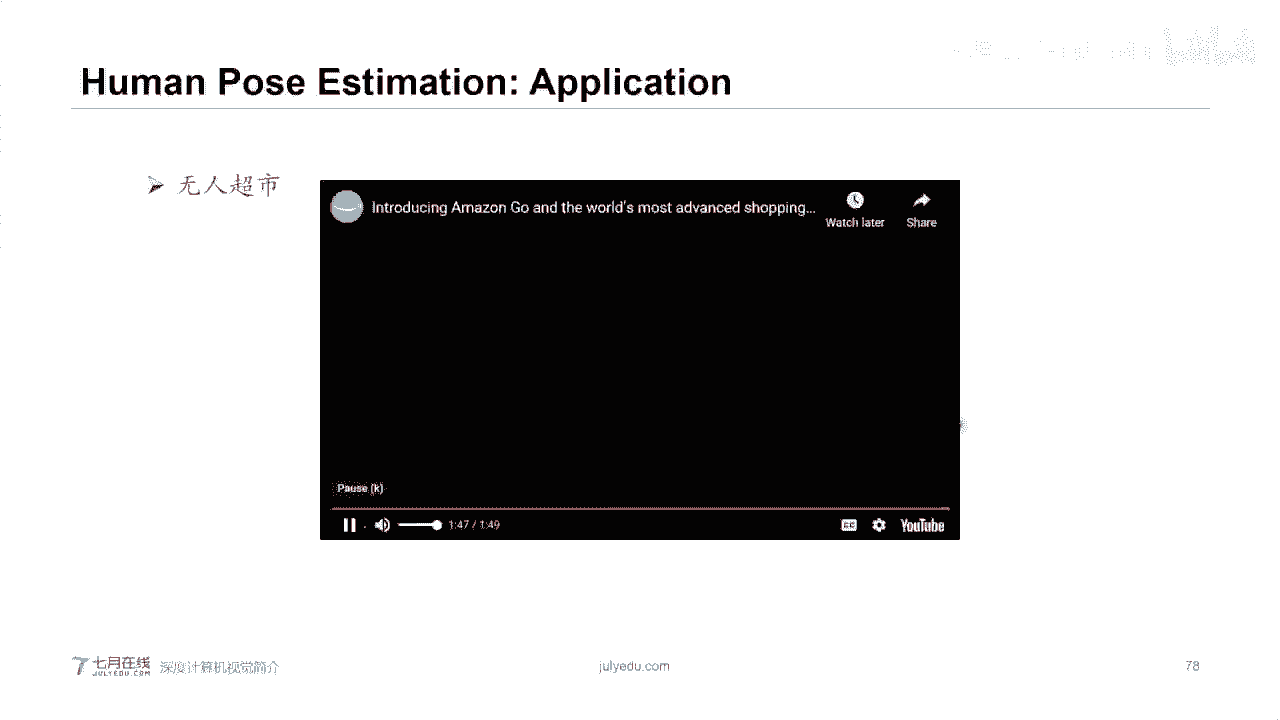 Human Pose Estimation: Application
无人超市
Introducing Amazon Go and the world's most advanced shopping...
Watch later
Share
Pause (k)
1:47 / 1:49
CC
YouTube
七月在线
JULYEDU.COM
深度计算机视觉简介
julyedu.com
78